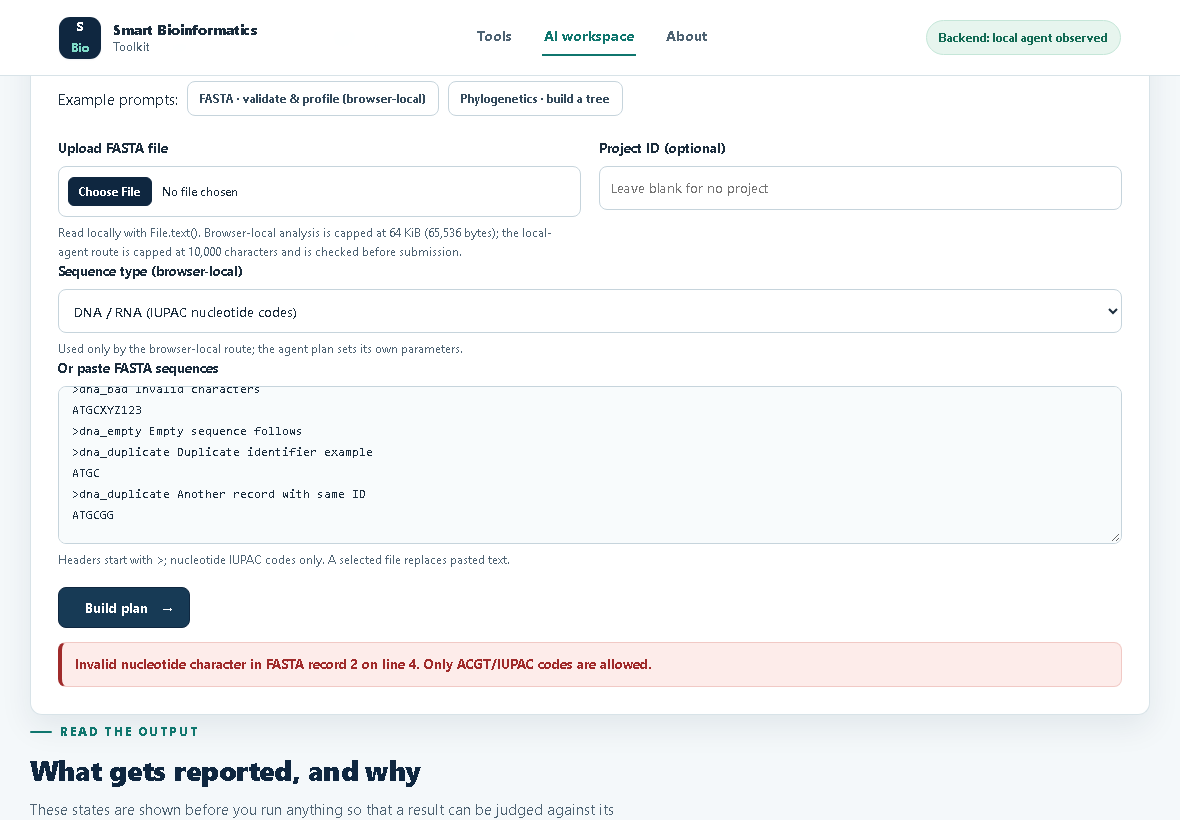 S
Bio
Smart Bioinformatics
Toolkit
Tools
AI workspace
About
Backend: local agent observed
Example prompts:
FASTA · validate & profile (browser-local)
Phylogenetics · build a tree
Upload FASTA file
Choose File
No file chosen
Read locally with File.text(). Browser-local analysis is capped at 64 KiB (65,536 bytes); the local-
agent route is capped at 10,000 characters and is checked before submission.
Project ID (optional)
Leave blank for no project
Sequence type (browser-local)
DNA / RNA (IUPAC nucleotide codes)
Used only by the browser-local route; the agent plan sets its own parameters.
Or paste FASTA sequences
>dna_bad Invalid characters
ATGCXYZ123
>dna_empty Empty sequence follows
>dna_duplicate Duplicate identifier example
ATGC
>dna_duplicate Another record with same ID
ATGCGG
Headers start with >; nucleotide IUPAC codes only. A selected file replaces pasted text.
Build plan →
Invalid nucleotide character in FASTA record 2 on line 4. Only ACGT/IUPAC codes are allowed.
READ THE OUTPUT
What gets reported, and why
These states are shown before you run anything so that a result can be judged against its